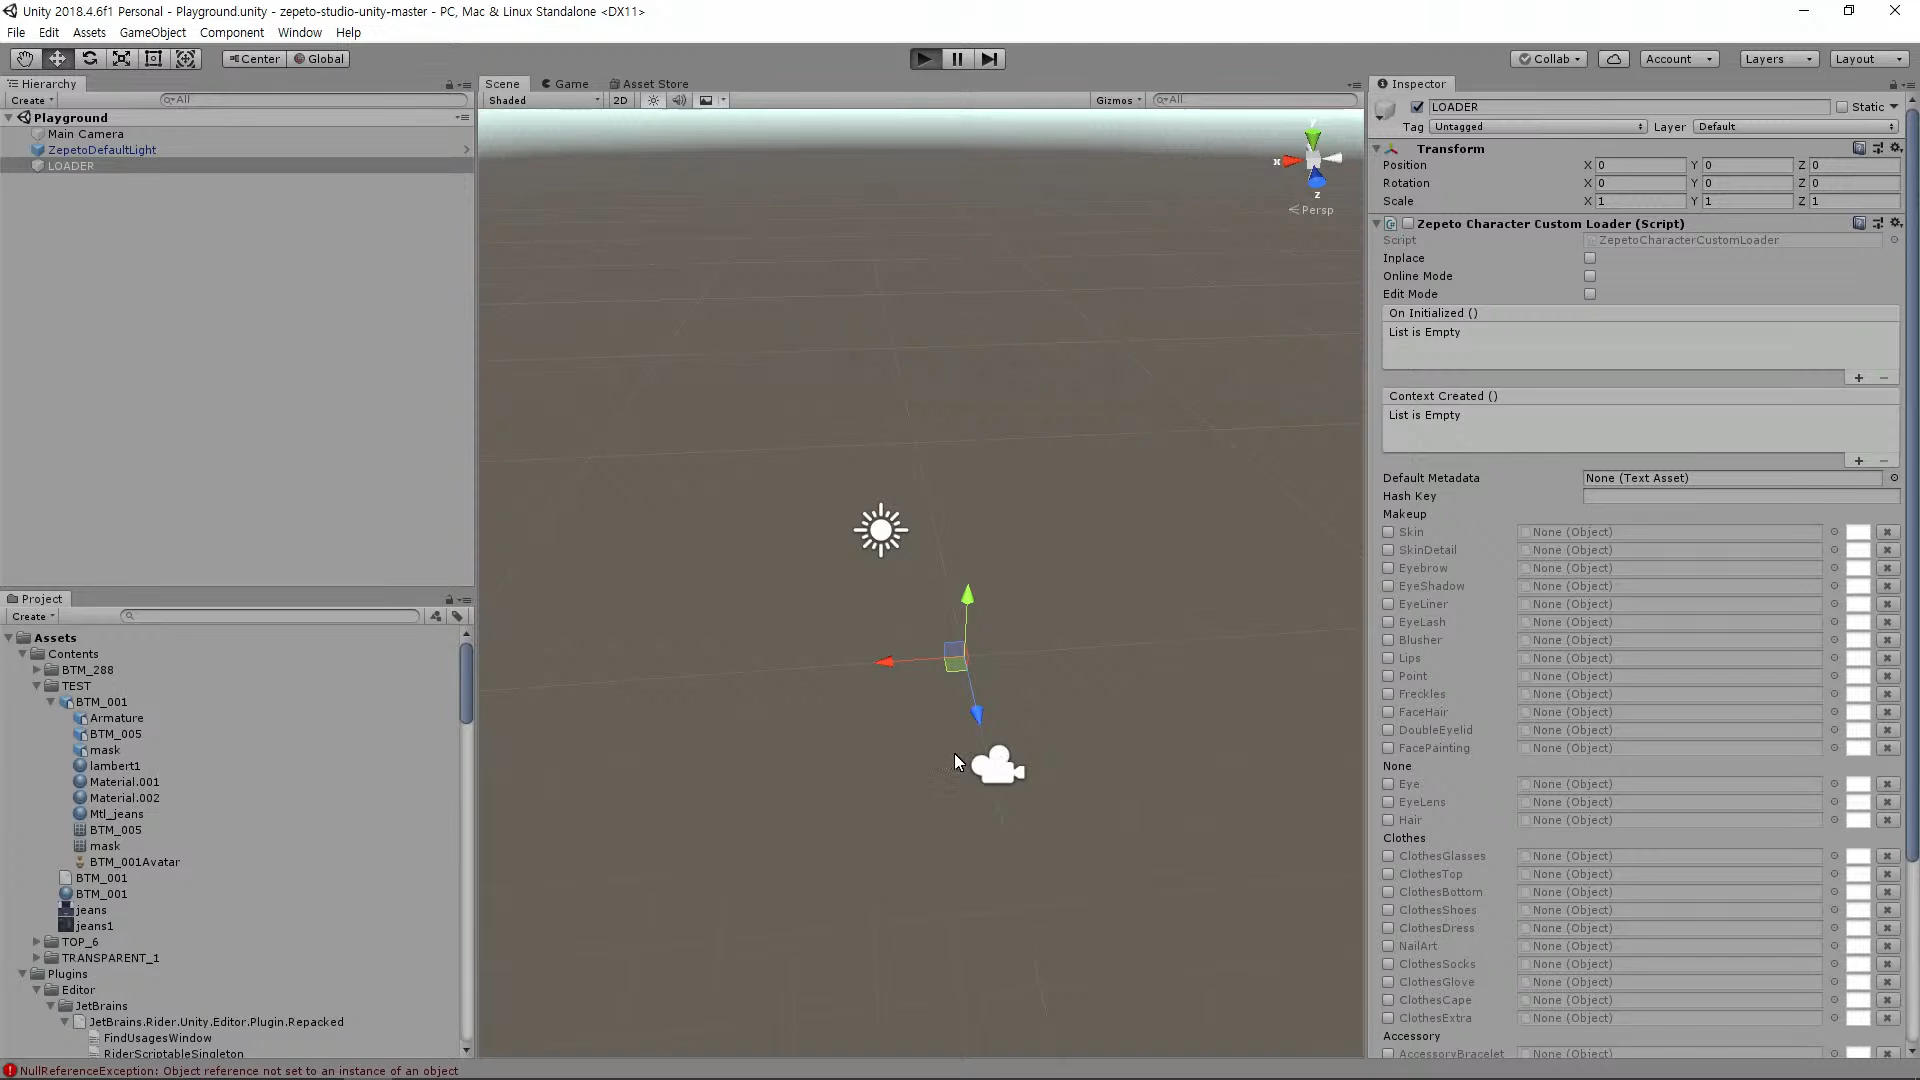 Unity 2018.4.6f1 Personal - Playground.unity - zepeto-studio-unity-master - PC, Mac & Linux Standalone <DX11>
File Edit Assets GameObject Component Window Help
Center Global Collab Account Layers Layout
Hierarchy
Create All
Playground
Main Camera
ZepetoDefaultLight
LOADER
Scene Game Asset Store
Shaded 2D Gizmos All
y
x
z
Persp
Project
Create
Assets
Contents
BTM_288
TEST
BTM_001
Armature
BTM_005
mask
lambert1
Material.001
Material.002
Mtl_jeans
BTM_005
mask
BTM_001Avatar
BTM_001
BTM_001
jeans
jeans1
TOP_6
TRANSPARENT_1
Plugins
Editor
JetBrains
JetBrains.Rider.Unity.Editor.Plugin.Repacked
FindUsagesWindow
RiderScriptableSingleton
NullReferenceException: Object reference not set to an instance of an object
Inspector
LOADER Static
Tag Untagged Layer Default
Transform
Position X 0 Y 0 Z 0
Rotation X 0 Y 0 Z 0
Scale X 1 Y 1 Z 1
Zepeto Character Custom Loader (Script)
Script ZepetoCharacterCustomLoader
Inplace
Online Mode
Edit Mode
On Initialized ()
List is Empty
Context Created ()
List is Empty
Default Metadata None (Text Asset)
Hash Key
Makeup
Skin None (Object)
SkinDetail None (Object)
Eyebrow None (Object)
EyeShadow None (Object)
EyeLiner None (Object)
EyeLash None (Object)
Blusher None (Object)
Lips None (Object)
Point None (Object)
Freckles None (Object)
FaceHair None (Object)
DoubleEyelid None (Object)
FacePainting None (Object)
None
Eye None (Object)
EyeLens None (Object)
Hair None (Object)
Clothes
ClothesGlasses None (Object)
ClothesTop None (Object)
ClothesBottom None (Object)
ClothesShoes None (Object)
ClothesDress None (Object)
NailArt None (Object)
ClothesSocks None (Object)
ClothesGlove None (Object)
ClothesCape None (Object)
ClothesExtra None (Object)
Accessory
AccessoryBracelet None (Object)